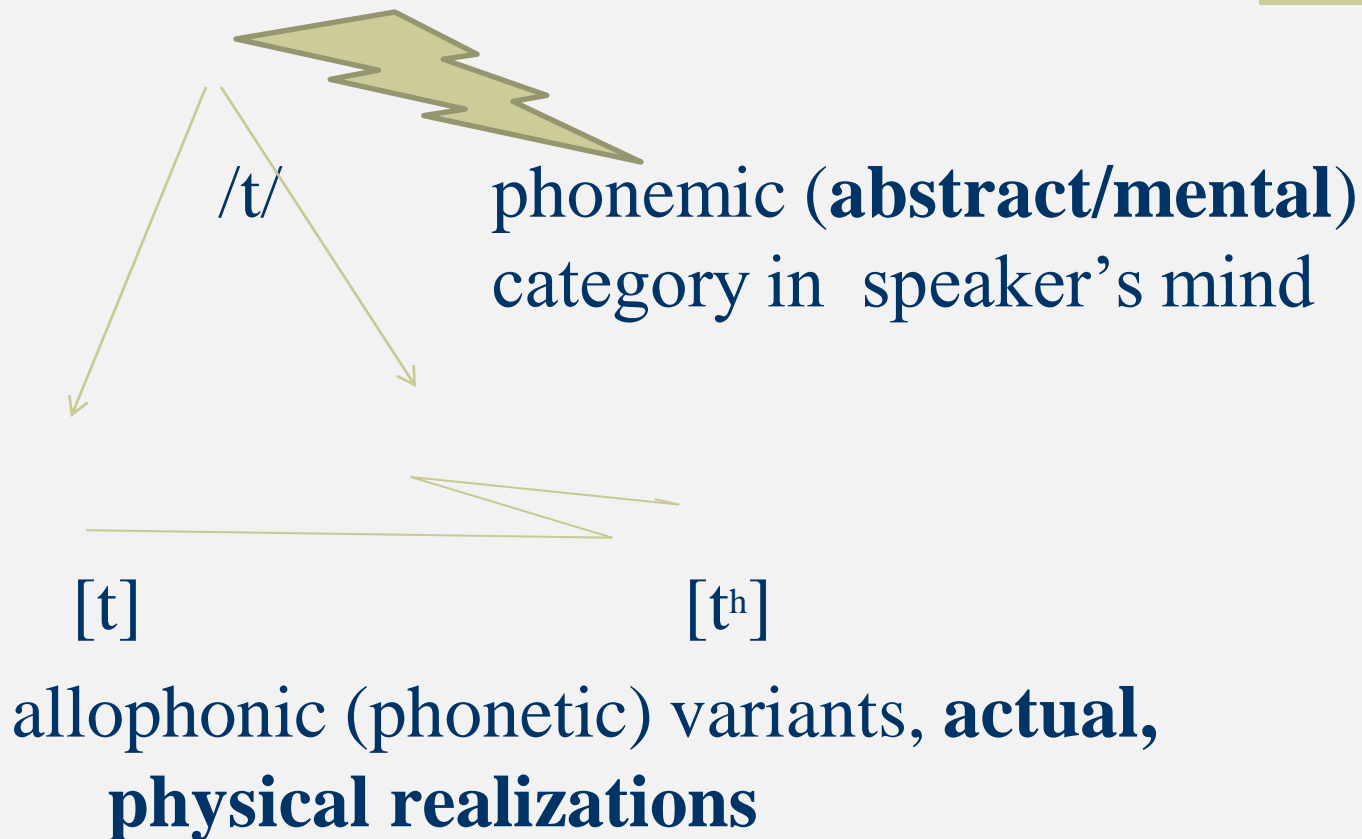 /t/ phonemic (abstract/mental)
category in speaker’s mind
[t] [tʰ]
allophonic (phonetic) variants, actual,
physical realizations